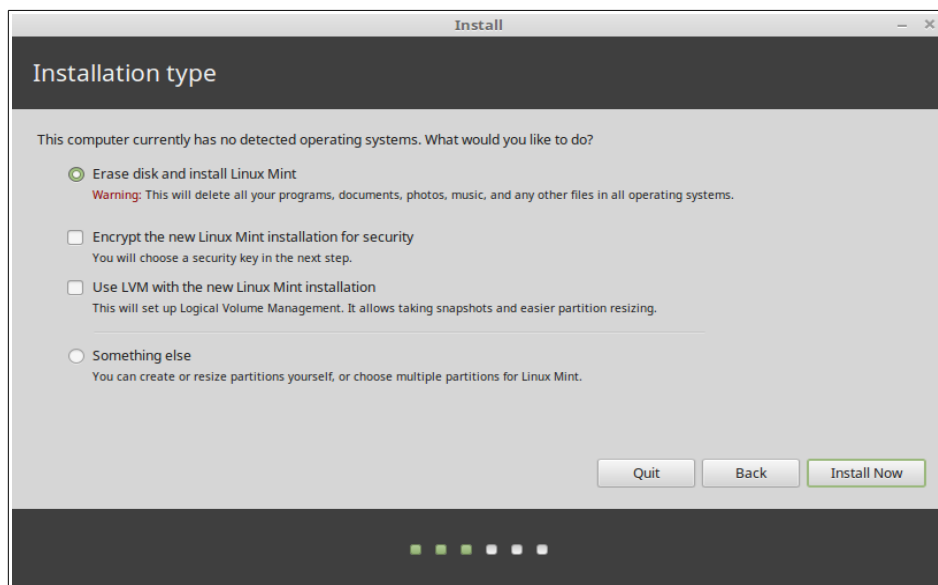 Install
Installation type
This computer currently has no detected operating systems. What would you like to do?
Erase disk and install Linux Mint
Warning: This will delete all your programs, documents, photos, music, and any other files in all operating systems.
Encrypt the new Linux Mint installation for security
You will choose a security key in the next step.
Use LVM with the new Linux Mint installation
This will set up Logical Volume Management. It allows taking snapshots and easier partition resizing.
Something else
You can create or resize partitions yourself, or choose multiple partitions for Linux Mint.
Quit Back Install Now